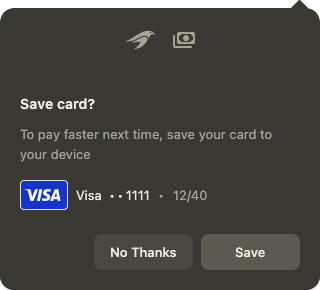 Save card?
To pay faster next time, save your card to
your device
VISA Visa ••1111 • 12/40
No Thanks Save